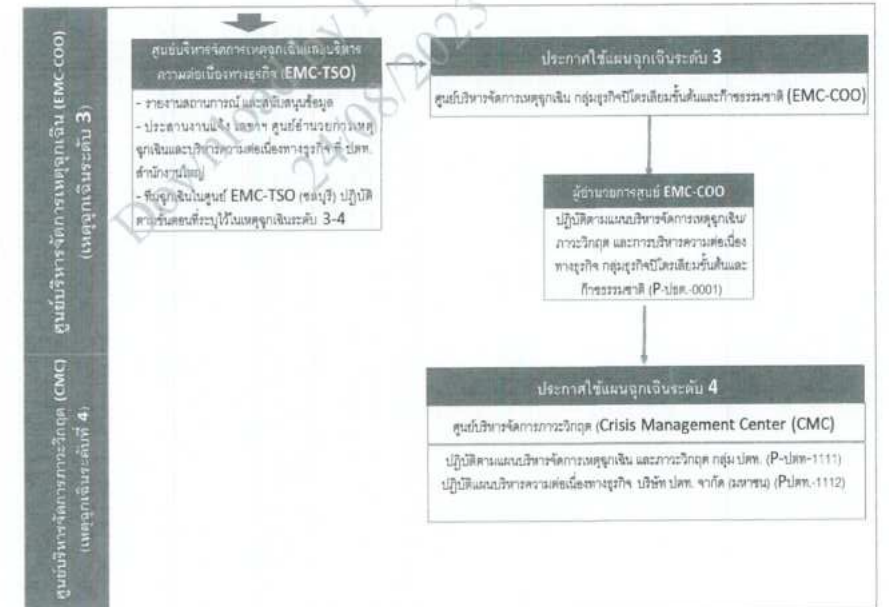 ศูนย์บริหารจัดการเหตุฉุกเฉิน (EMC-COO)
(เหตุฉุกเฉินระดับ 3)
ศูนย์บริหารจัดการเหตุฉุกเฉินและบริหาร
ความต่อเนื่องทางธุรกิจ (EMC-TSO)
- รายงานสถานการณ์ และสนับสนุนข้อมูล
- ประสานงานแจ้ง เลขาฯ ศูนย์อำนวยการเหตุ
ฉุกเฉินและบริหารความต่อเนื่องทางธุรกิจ ที่ ปตท.
สำนักงานใหญ่
- ทีมฉุกเฉินในศูนย์ EMC-TSO (ชลบุรี) ปฏิบัติ
ตามขั้นตอนที่ระบุไว้ในเหตุฉุกเฉินระดับ 3-4
ประกาศใช้แผนฉุกเฉินระดับ 3
ศูนย์บริหารจัดการเหตุฉุกเฉิน กลุ่มธุรกิจปิโตรเลียมขั้นต้นและก๊าซธรรมชาติ (EMC-COO)
ผู้อำนวยการศูนย์ EMC-COO
ปฏิบัติตามแผนบริหารจัดการเหตุฉุกเฉิน/
ภาวะวิกฤต และการบริหารความต่อเนื่อง
ทางธุรกิจ กลุ่มธุรกิจปิโตรเลียมขั้นต้นและ
ก๊าซธรรมชาติ (P-ปธต.-0001)
ศูนย์บริหารจัดการภาวะวิกฤต (CMC)
(เหตุฉุกเฉินระดับที่ 4)
ประกาศใช้แผนฉุกเฉินระดับ 4
ศูนย์บริหารจัดการภาวะวิกฤต (Crisis Management Center (CMC)
ปฏิบัติตามแผนบริหารจัดการเหตุฉุกเฉิน และภาวะวิกฤต กลุ่ม ปตท. (P-ปตท-1111)
ปฏิบัติแผนบริหารความต่อเนื่องทางธุรกิจ บริษัท ปตท. จำกัด (มหาชน) (Pปตท.-1112)
Download by
24/08/2023